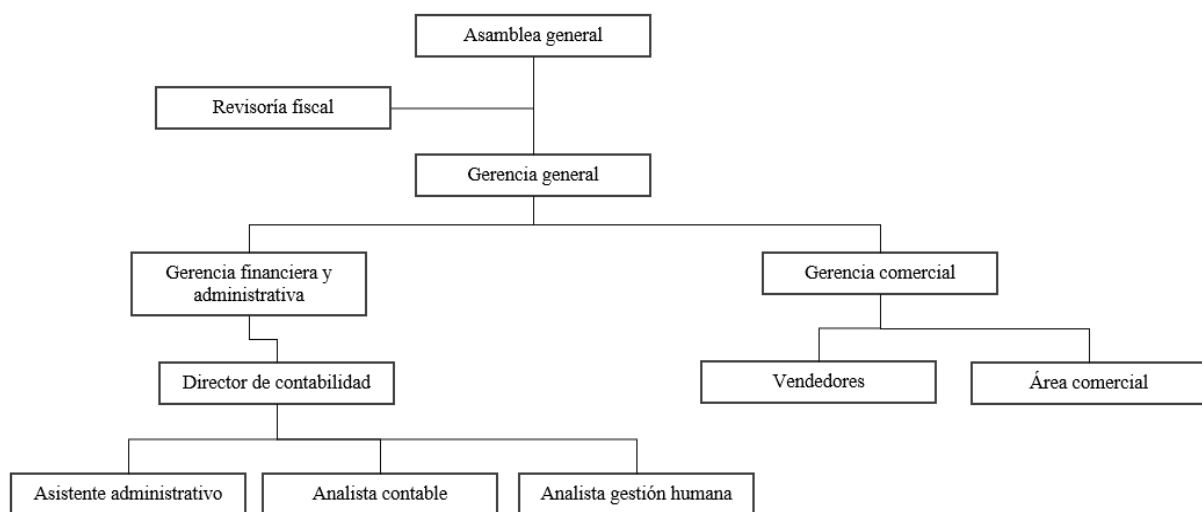 Asamblea general
Revisoría fiscal
Gerencia general
Gerencia financiera y
administrativa
Gerencia comercial
Director de contabilidad
Vendedores
Área comercial
Asistente administrativo
Analista contable
Analista gestión humana